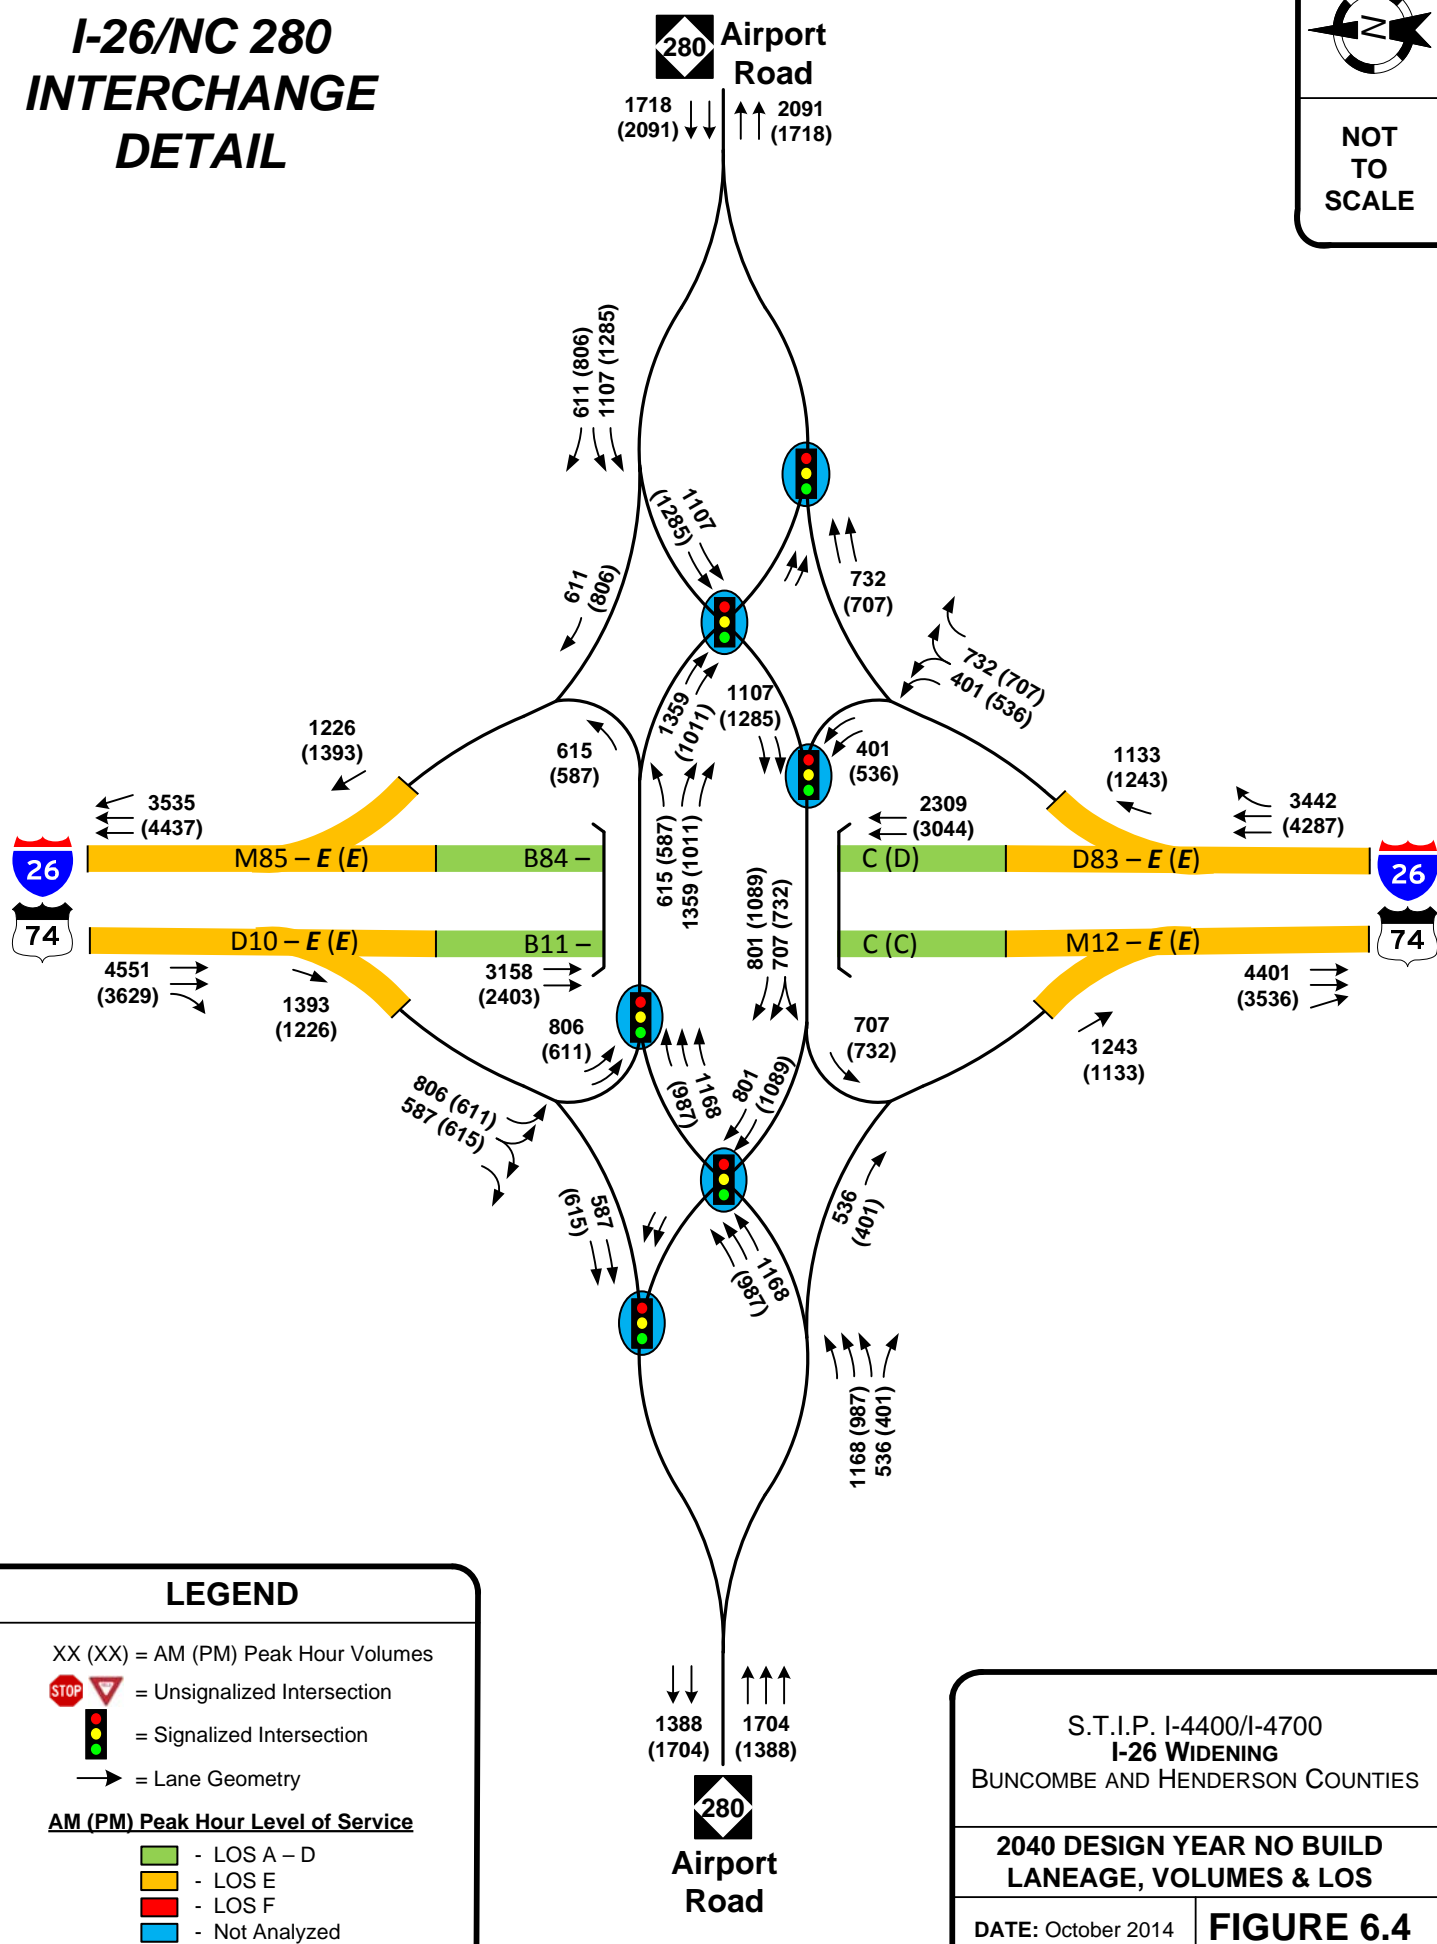 I-26/NC 280
INTERCHANGE
DETAIL
280
Airport
Road
1718
(2091)
2091
(1718)
N
NOT
TO
SCALE
611 (806)
1107 (1285)
1107
(1285)
611
(806)
732
(707)
732 (707)
401 (536)
1359
(1011)
1107
(1285)
1226
(1393)
615
(587)
401
(536)
1133
(1243)
3535
(4437)
2309
(3044)
3442
(4287)
26
M85 – E (E)
B84 –
C (D)
D83 – E (E)
26
615 (587)
1359 (1011)
801 (1089)
707 (732)
74
D10 – E (E)
B11 –
C (C)
M12 – E (E)
74
4551
(3629)
3158
(2403)
4401
(3536)
1393
(1226)
806
(611)
707
(732)
1243
(1133)
806 (611)
587 (615)
1168
(987)
801
(1089)
587
(615)
536
(401)
1168
(987)
1168 (987)
536 (401)
1388
(1704)
1704
(1388)
280
Airport
Road
LEGEND
XX (XX) = AM (PM) Peak Hour Volumes
STOP = Unsignalized Intersection
= Signalized Intersection
= Lane Geometry
AM (PM) Peak Hour Level of Service
- LOS A – D
- LOS E
- LOS F
- Not Analyzed
S.T.I.P. I-4400/I-4700
I-26 WIDENING
BUNCOMBE AND HENDERSON COUNTIES
2040 DESIGN YEAR NO BUILD
LANEAGE, VOLUMES & LOS
DATE: October 2014
FIGURE 6.4